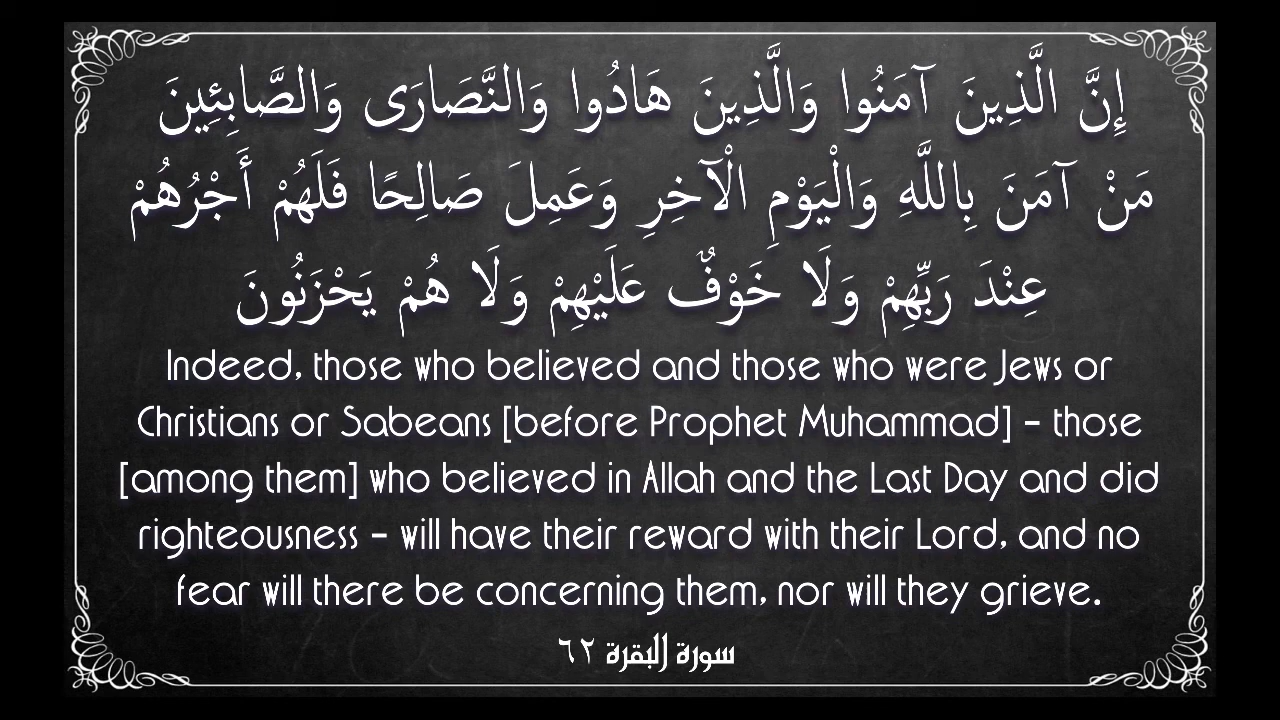 إِنَّ الَّذِينَ آمَنُوا وَالَّذِينَ هَادُوا وَالنَّصَارَى وَالصَّابِئِينَ
مَنْ آمَنَ بِاللَّهِ وَالْيَوْمِ الْآخِرِ وَعَمِلَ صَالِحًا فَلَهُمْ أَجْرُهُمْ
عِنْدَ رَبِّهِمْ وَلَا خَوْفٌ عَلَيْهِمْ وَلَا هُمْ يَحْزَنُونَ
Indeed, those who believed and those who were Jews or
Christians or Sabeans [before Prophet Muhammad] - those
[among them] who believed in Allah and the Last Day and did
righteousness - will have their reward with their Lord, and no
fear will there be concerning them, nor will they grieve.
سورة البقرة ٦٢